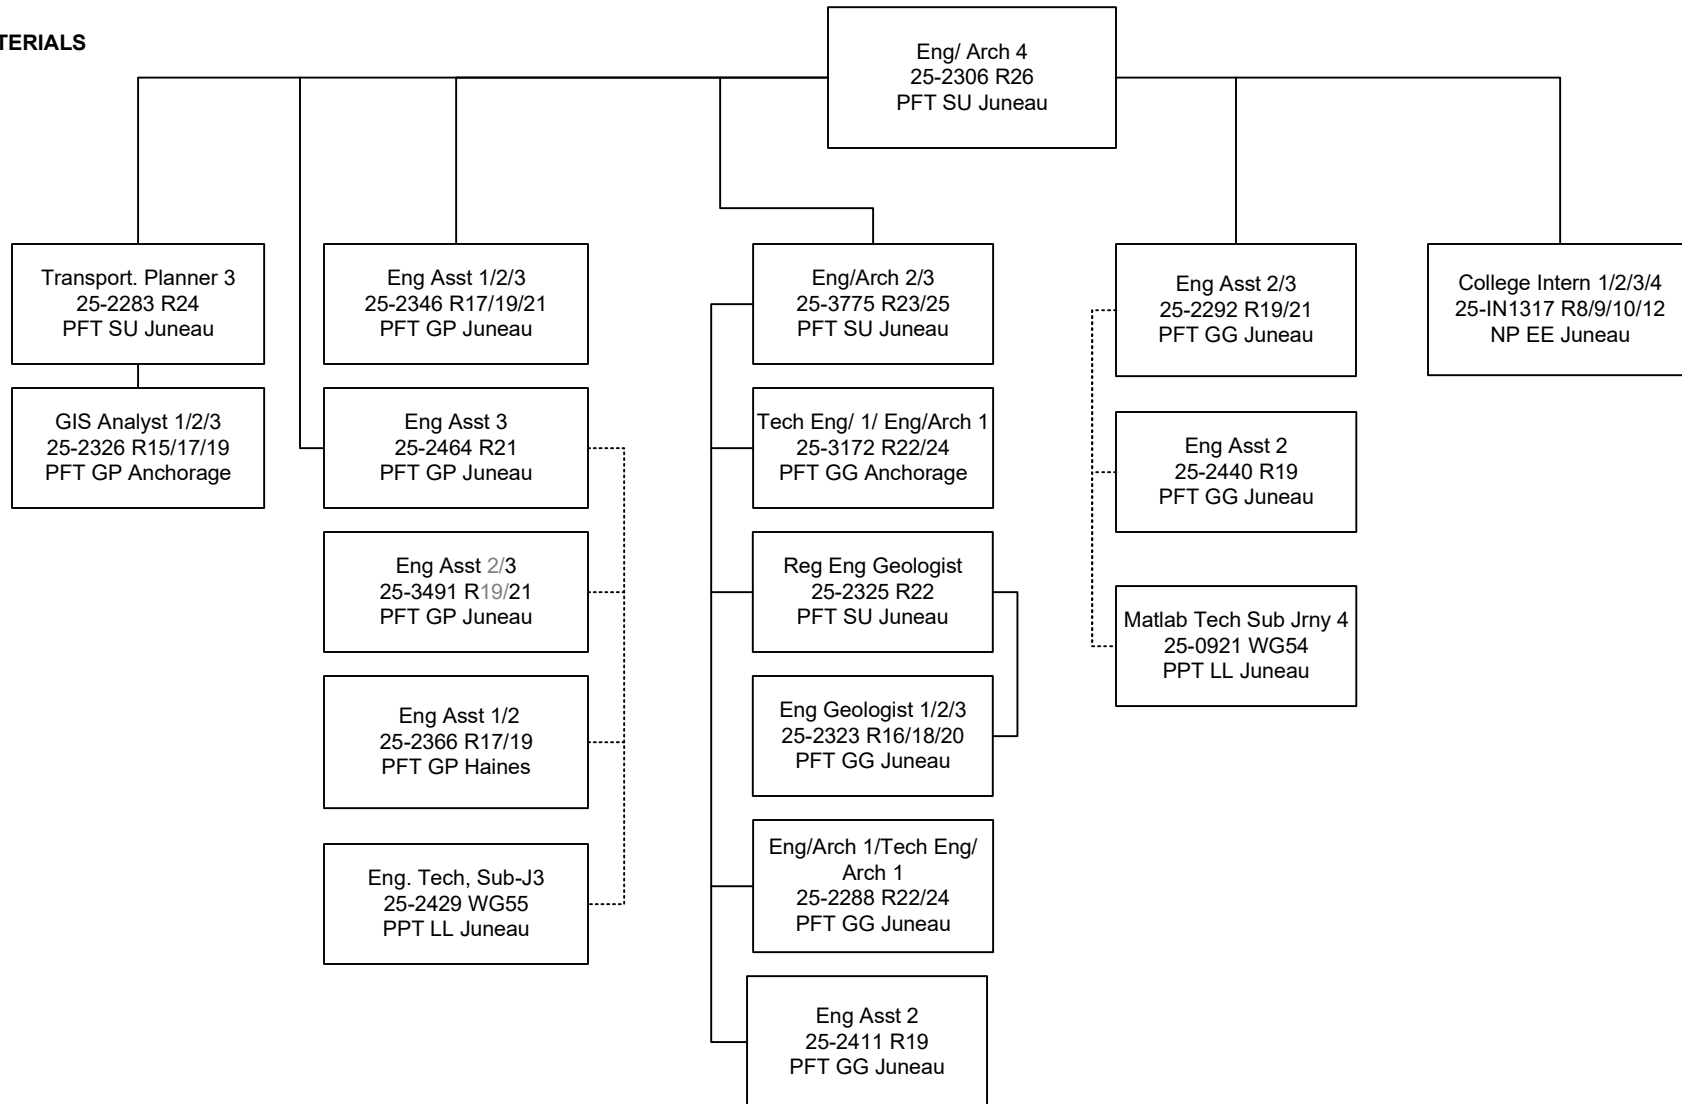 TERIALS
Eng/ Arch 4
25-2306 R26
PFT SU Juneau
Transport. Planner 3
25-2283 R24
PFT SU Juneau
GIS Analyst 1/2/3
25-2326 R15/17/19
PFT GP Anchorage
Eng Asst 1/2/3
25-2346 R17/19/21
PFT GP Juneau
Eng Asst 3
25-2464 R21
PFT GP Juneau
Eng Asst 2/3
25-3491 R19/21
PFT GP Juneau
Eng Asst 1/2
25-2366 R17/19
PFT GP Haines
Eng. Tech, Sub-J3
25-2429 WG55
PPT LL Juneau
Eng/Arch 2/3
25-3775 R23/25
PFT SU Juneau
Tech Eng/ 1/ Eng/Arch 1
25-3172 R22/24
PFT GG Anchorage
Reg Eng Geologist
25-2325 R22
PFT SU Juneau
Eng Geologist 1/2/3
25-2323 R16/18/20
PFT GG Juneau
Eng/Arch 1/Tech Eng/
Arch 1
25-2288 R22/24
PFT GG Juneau
Eng Asst 2
25-2411 R19
PFT GG Juneau
Eng Asst 2/3
25-2292 R19/21
PFT GG Juneau
Eng Asst 2
25-2440 R19
PFT GG Juneau
Matlab Tech Sub Jrny 4
25-0921 WG54
PPT LL Juneau
College Intern 1/2/3/4
25-IN1317 R8/9/10/12
NP EE Juneau